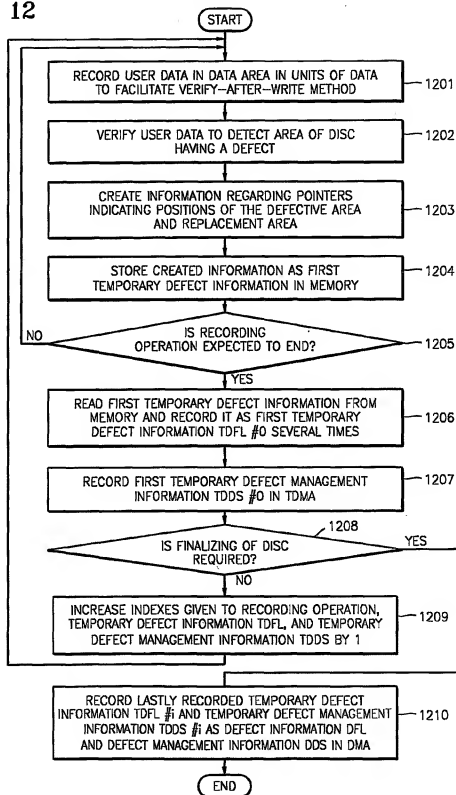 12
START
RECORD USER DATA IN DATA AREA IN UNITS OF DATA
TO FACILITATE VERIFY-AFTER-WRITE METHOD
1201
VERIFY USER DATA TO DETECT AREA OF DISC
HAVING A DEFECT
1202
CREATE INFORMATION REGARDING POINTERS
INDICATING POSITIONS OF THE DEFECTIVE AREA
AND REPLACEMENT AREA
1203
STORE CREATED INFORMATION AS FIRST
TEMPORARY DEFECT INFORMATION IN MEMORY
1204
NO
IS RECORDING
OPERATION EXPECTED TO END?
1205
YES
READ FIRST TEMPORARY DEFECT INFORMATION FROM
MEMORY AND RECORD IT AS FIRST TEMPORARY
DEFECT INFORMATION TDFL #0 SEVERAL TIMES
1206
RECORD FIRST TEMPORARY DEFECT MANAGEMENT
INFORMATION TDDS #0 IN TDMA
1207
1208
IS FINALIZING OF DISC
REQUIRED?
YES
NO
INCREASE INDEXES GIVEN TO RECORDING OPERATION,
TEMPORARY DEFECT INFORMATION TDFL, AND TEMPORARY
DEFECT MANAGEMENT INFORMATION TDDS BY 1
1209
RECORD LASTLY RECORDED TEMPORARY DEFECT
INFORMATION TDFL #i AND TEMPORARY DEFECT MANAGEMENT
INFORMATION TDDS #i AS DEFECT INFORMATION DFL
AND DEFECT MANAGEMENT INFORMATION DDS IN DMA
1210
END